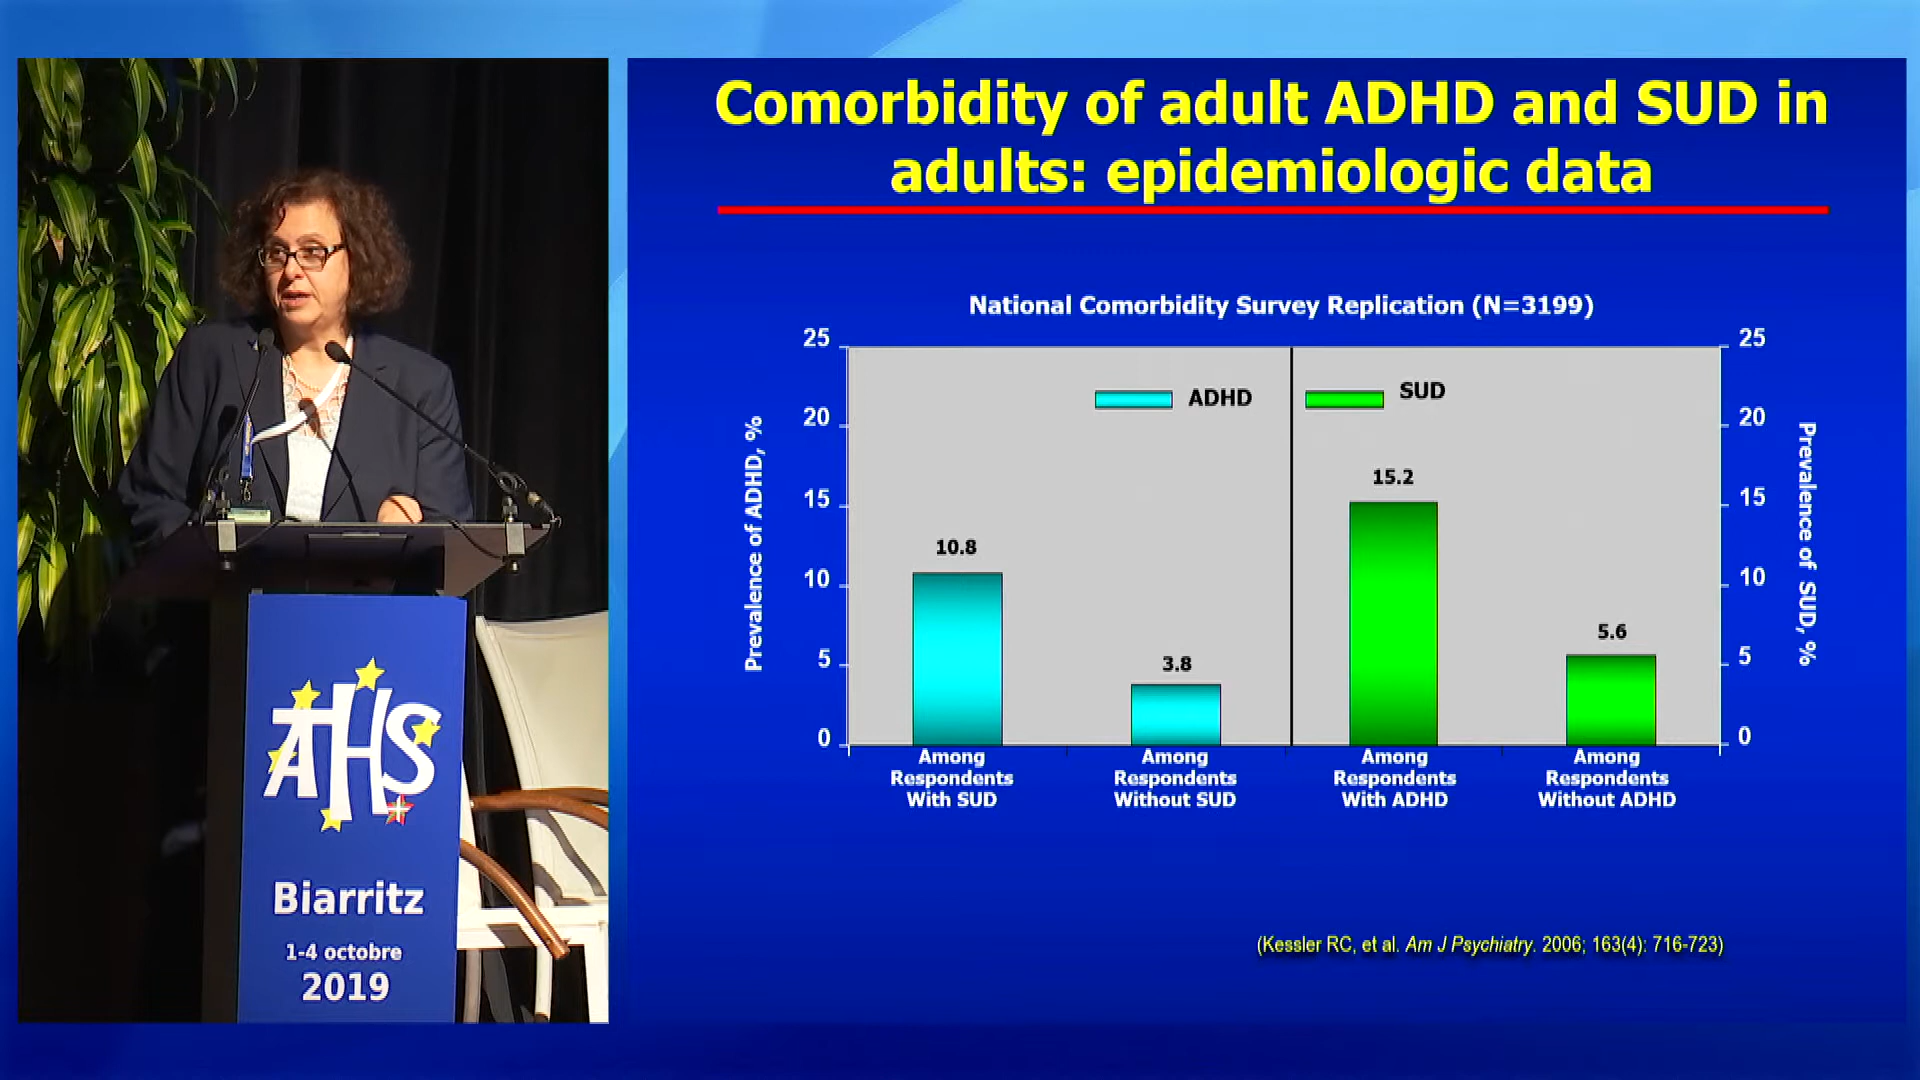 Comorbidity of adult ADHD and SUD in
adults: epidemiologic data
National Comorbidity Survey Replication (N=3199)
25
20
15
10
5
0
Prevalence of ADHD, %
ADHD
SUD
10.8
3.8
15.2
5.6
25
20
15
10
5
0
Prevalence of SUD, %
Among
Respondents
With SUD
Among
Respondents
Without SUD
Among
Respondents
With ADHD
Among
Respondents
Without ADHD
(Kessler RC, et al. Am J Psychiatry. 2006; 163(4): 716-723)
AHS
Biarritz
1-4 octobre
2019